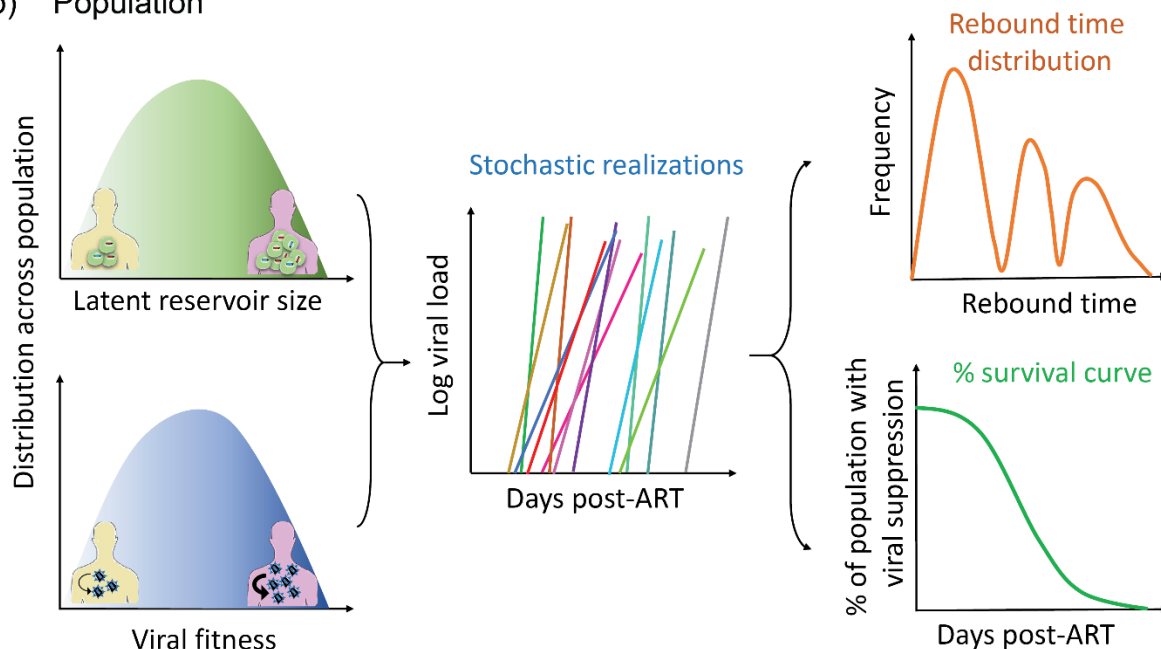 b) Population
Distribution across population
Latent reservoir size
Viral fitness
Stochastic realizations
Log viral load
Days post-ART
Rebound time
distribution
Frequency
Rebound time
% survival curve
% of population with
viral suppression
Days post-ART